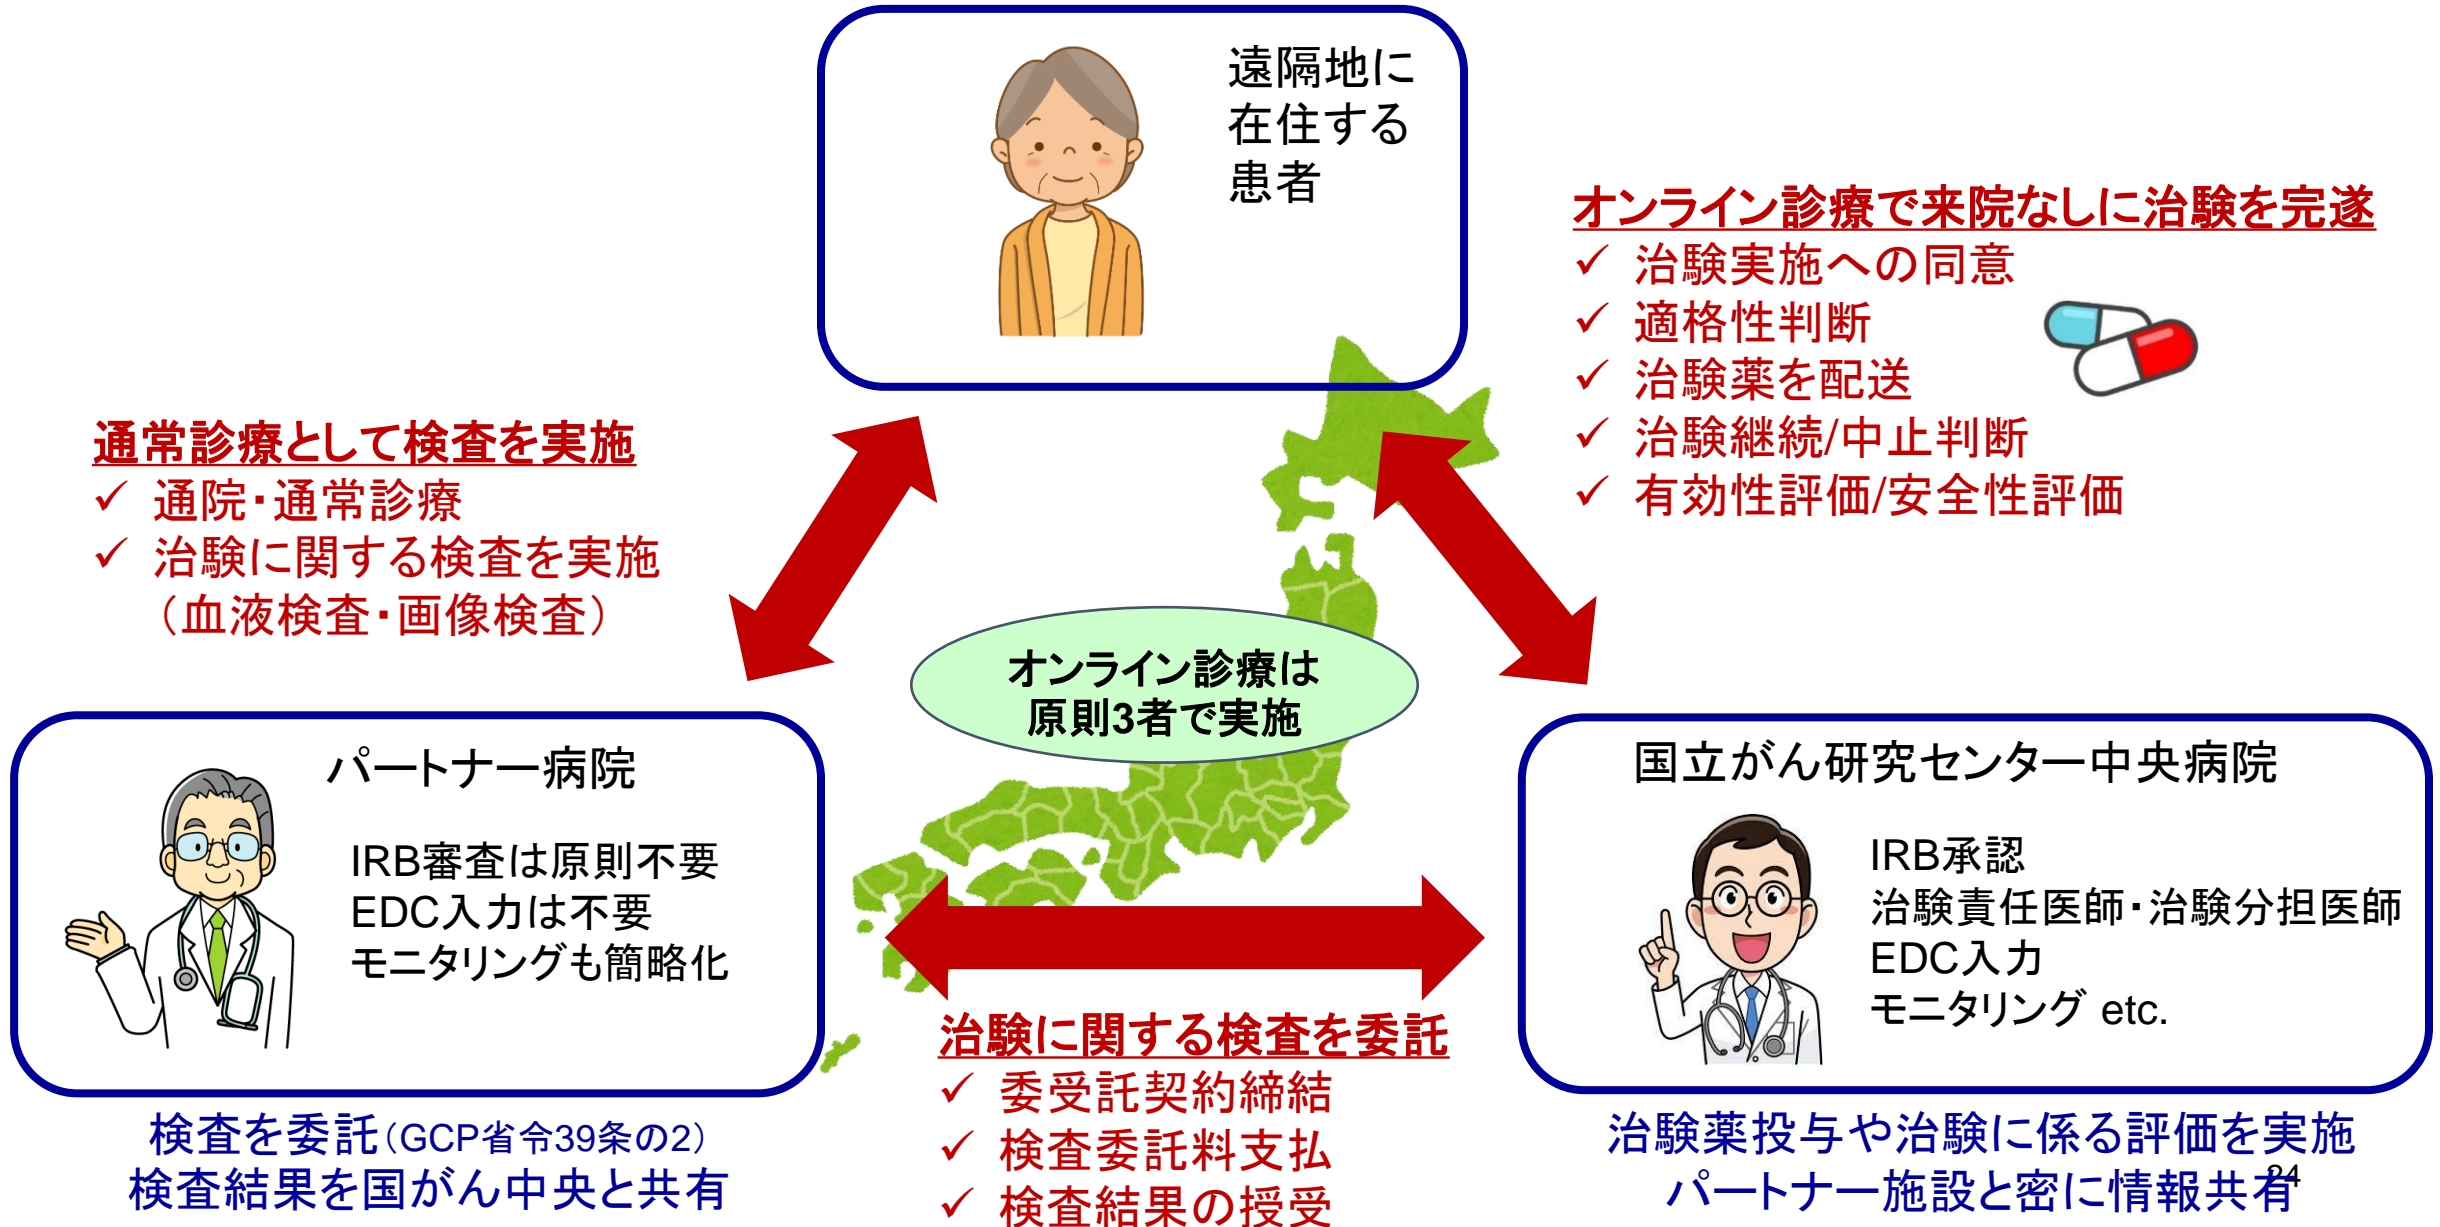 遠隔地に
在住する
患者
オンライン診療で来院なしに治験を完遂
✓ 治験実施への同意
✓ 適格性判断
✓ 治験薬を配送
✓ 治験継続/中止判断
✓ 有効性評価/安全性評価
通常診療として検査を実施
✓ 通院・通常診療
✓ 治験に関する検査を実施
（血液検査・画像検査）
オンライン診療は
原則3者で実施
パートナー病院
IRB審査は原則不要
EDC入力は不要
モニタリングも簡略化
国立がん研究センター中央病院
IRB承認
治験責任医師・治験分担医師
EDC入力
モニタリング etc.
治験に関する検査を委託
✓ 委受託契約締結
✓ 検査委託料支払
✓ 検査結果の授受
検査を委託（GCP省令39条の2）
検査結果を国がん中央と共有
治験薬投与や治験に係る評価を実施
パートナー施設と密に情報共有
24